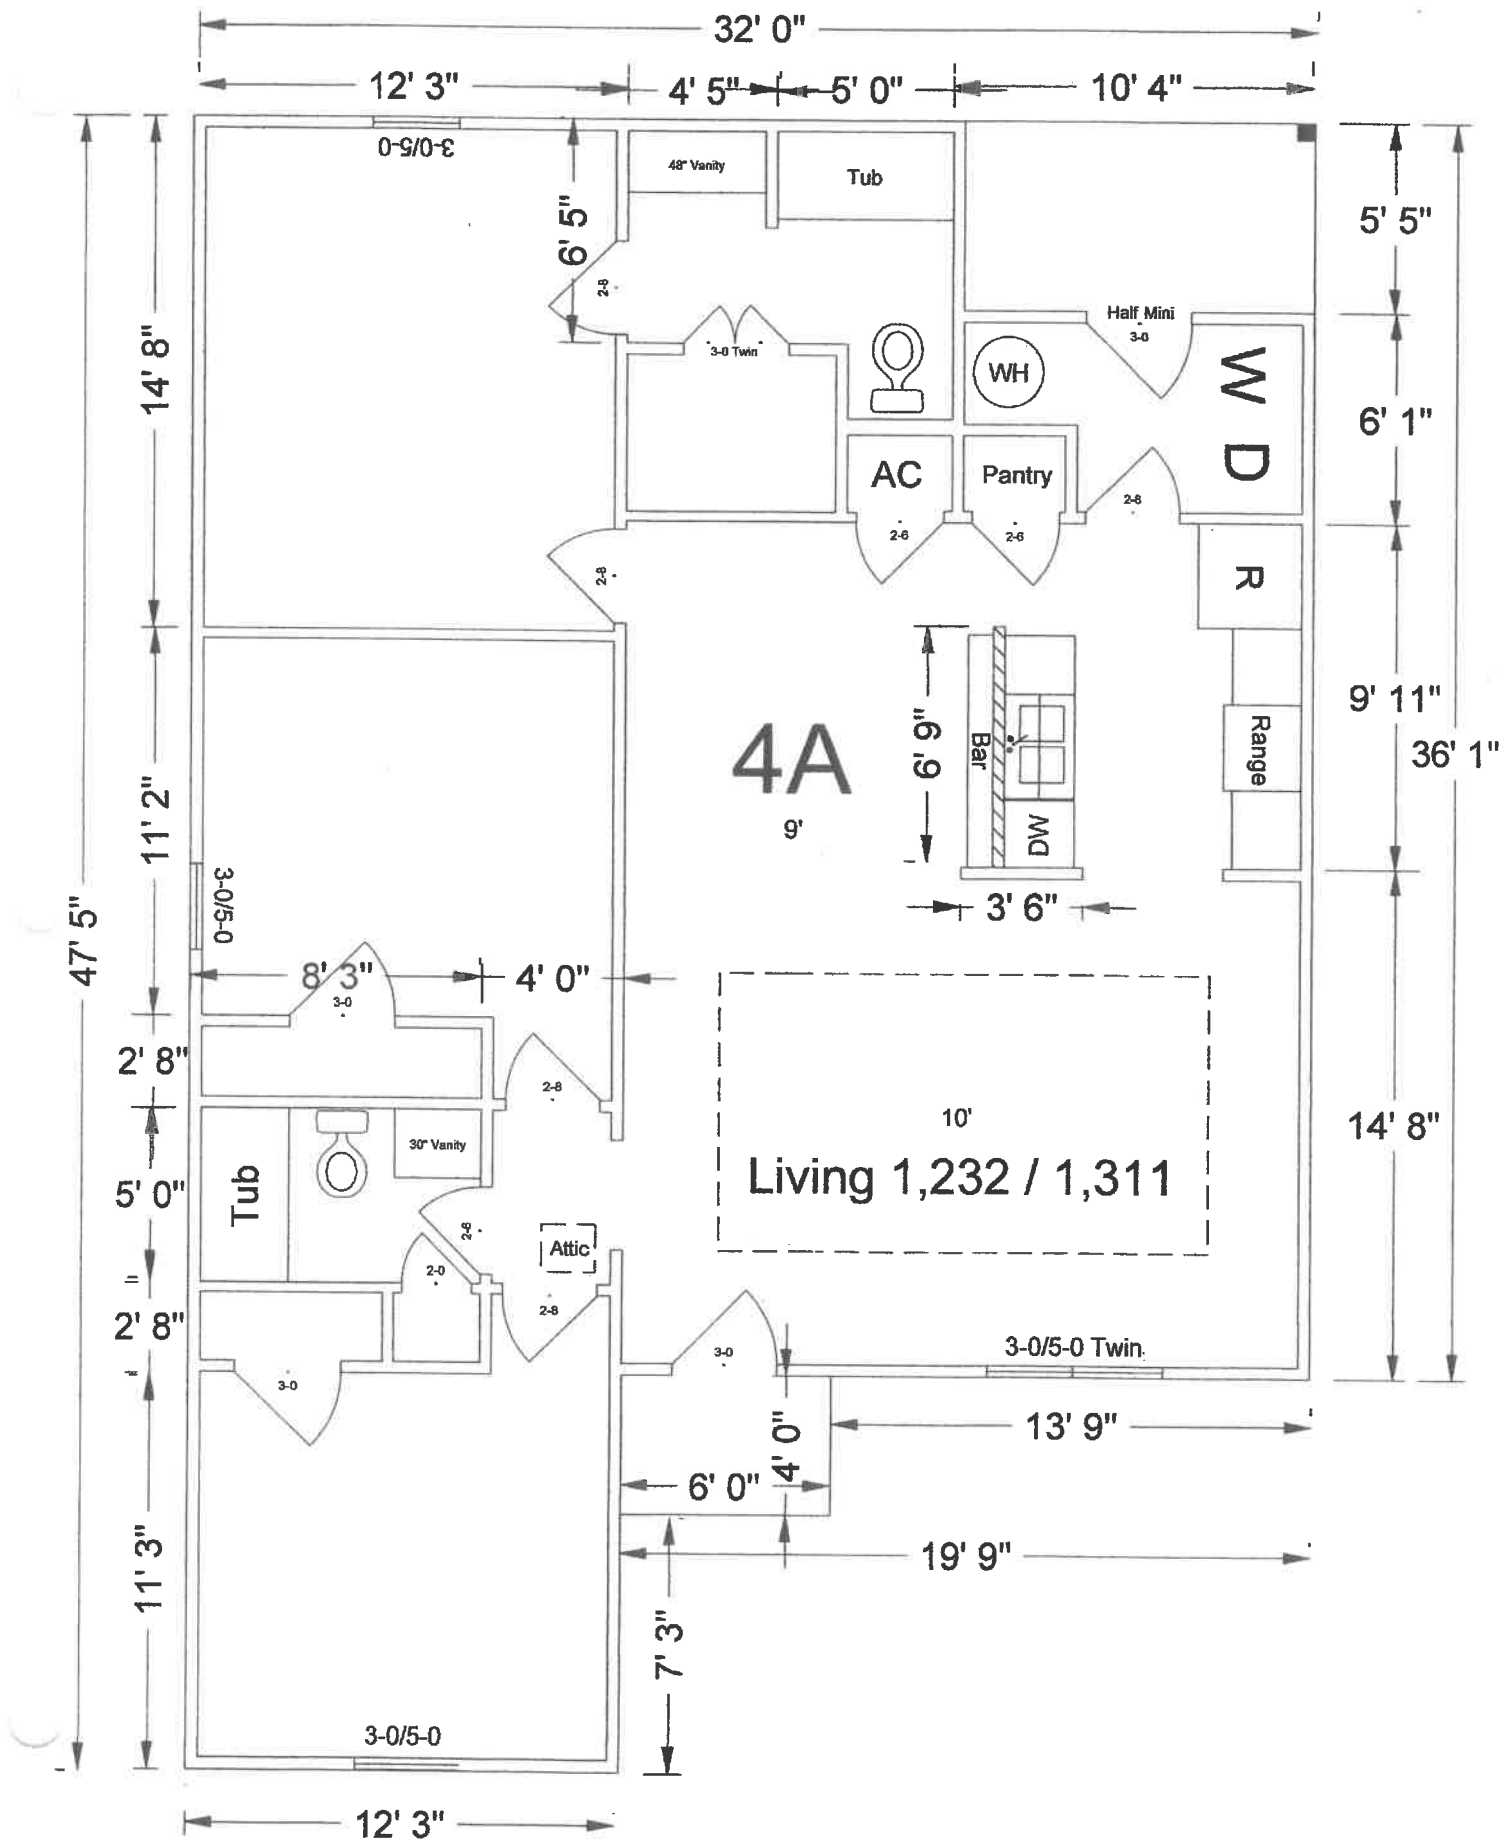 32' 0"
12' 3"
4' 5"
5' 0"
10' 4"
3-0/5-0
48" Vanity
Tub
6' 5"
5' 5"
2-8
Half Mini
3-0
3-0 Twin
WH
W
D
14' 8"
6' 1"
AC
Pantry
2-6
2-6
2-8
2-8
R
9' 11"
36' 1"
6' 9"
Bar
Range
4A
9'
DW
11' 2"
3' 6"
3-0/5-0
47' 5"
8' 3"
4' 0"
3-0
2' 8"
2-8
10'
14' 8"
30" Vanity
Living 1,232 / 1,311
5' 0"
Tub
2-6
Attic
2-0
2-8
2' 8"
3-0
3-0/5-0 Twin
3-0
13' 9"
4' 0"
6' 0"
11' 3"
19' 9"
7' 3"
3-0/5-0
12' 3"